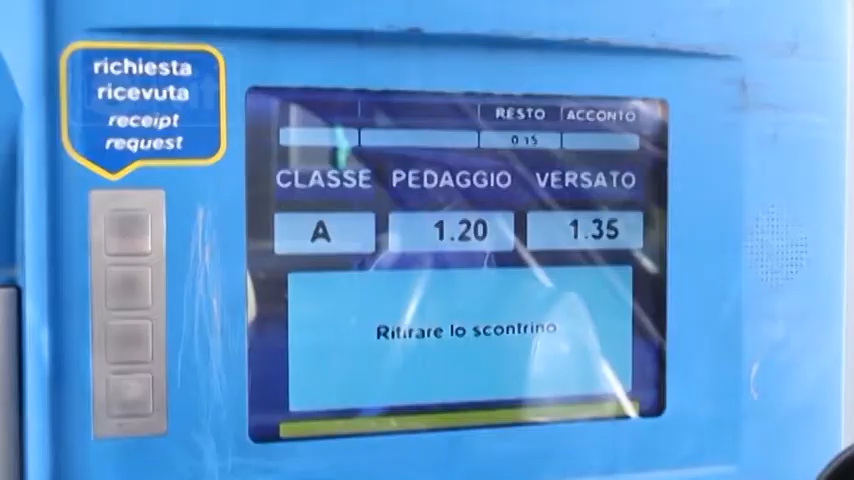 richiesta
ricevuta
receipt
request
RESTO ACCONTO
0.15
CLASSE PEDAGGIO VERSATO
A 1.20 1.35
Ritirare lo scontrino